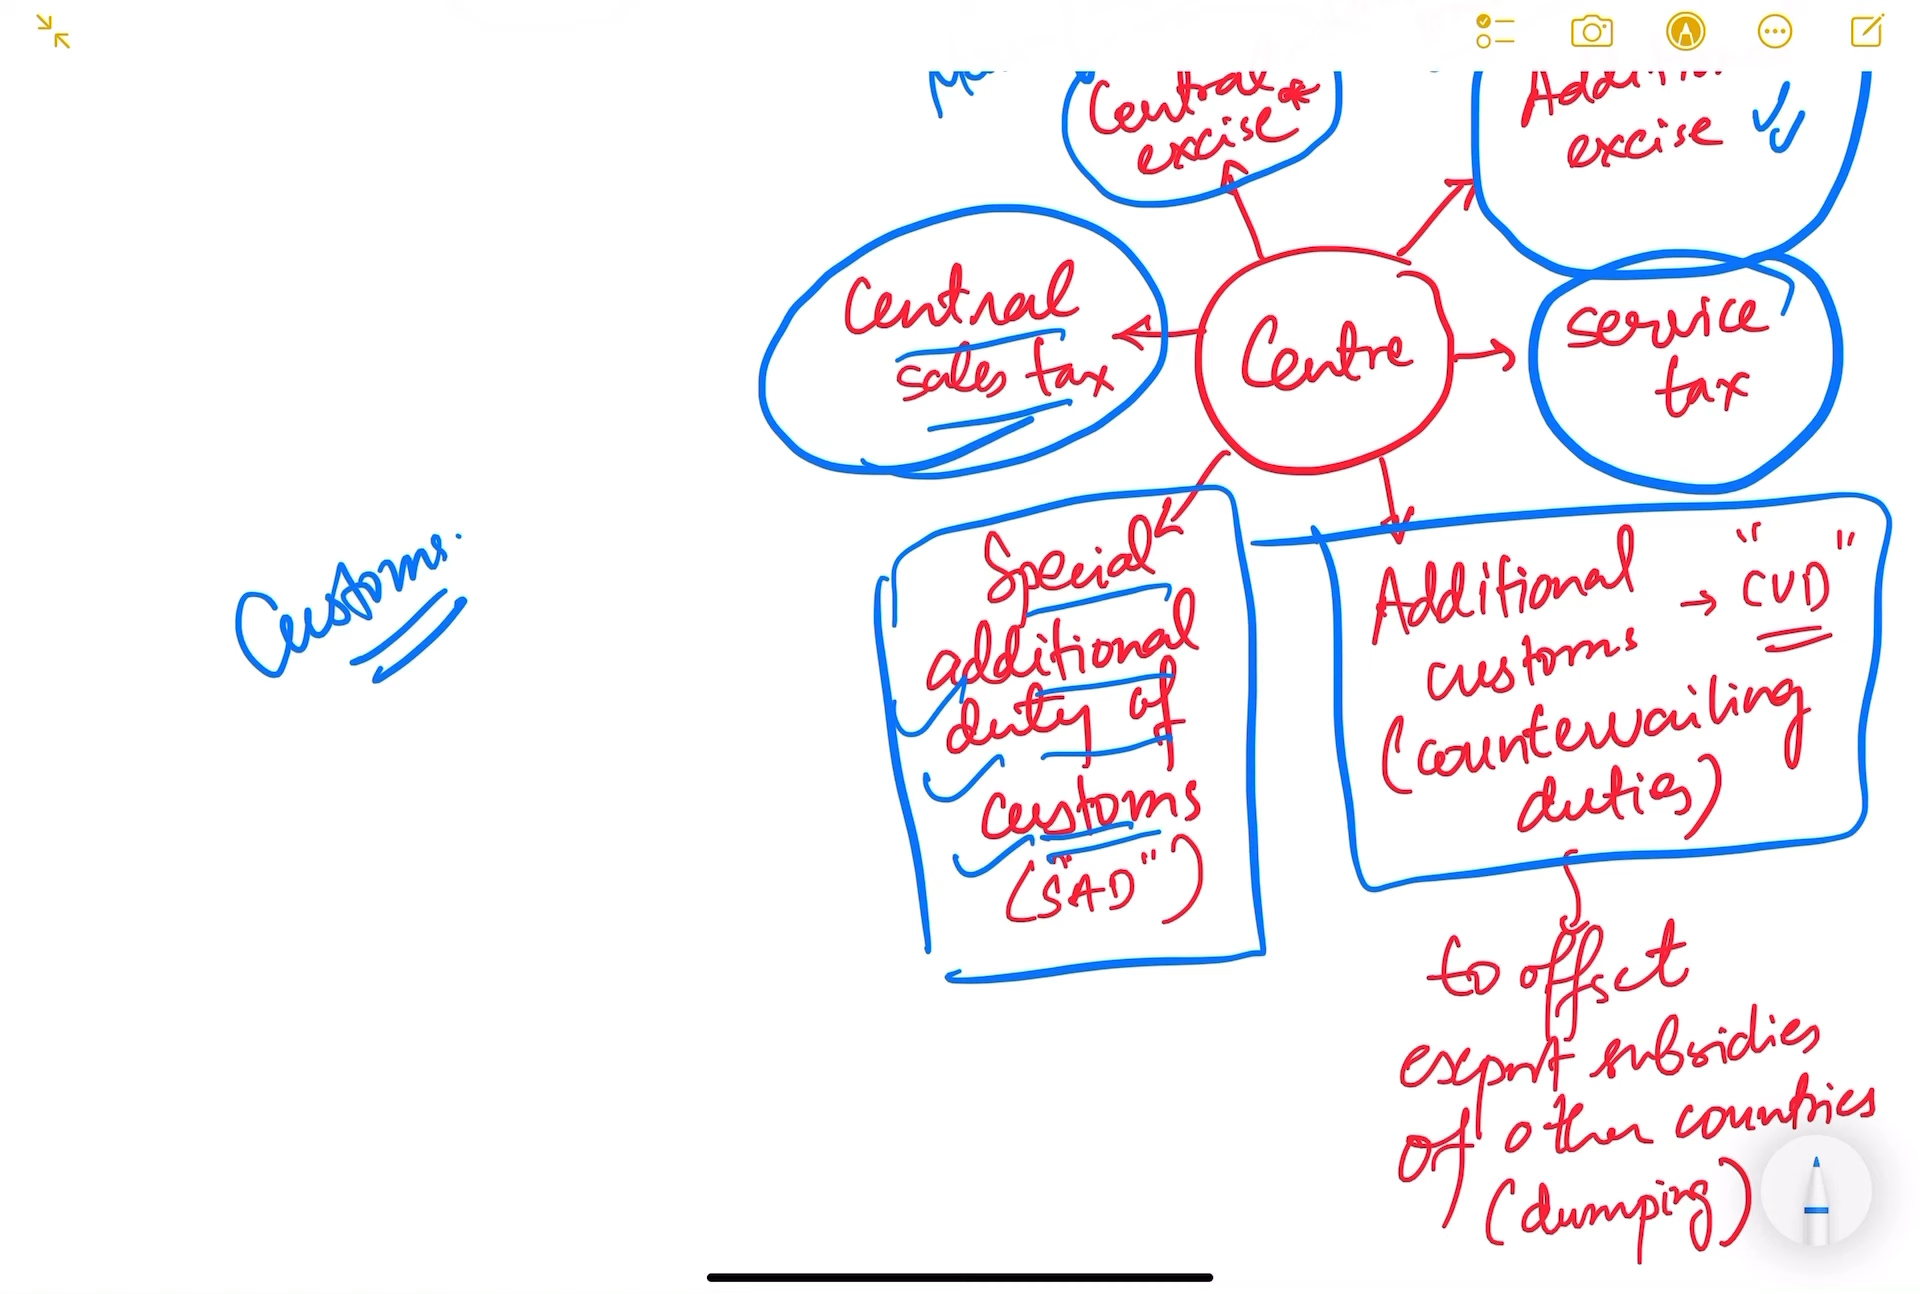 Central*
excise
excise
Central
sales tax
Centre
service
tax
Customs.
Special
additional
duty of
customs
("SAD")
Additional → "CVD"
customs
(countervailing
duties)
to offset
export subsidies
of other countries
(dumping)